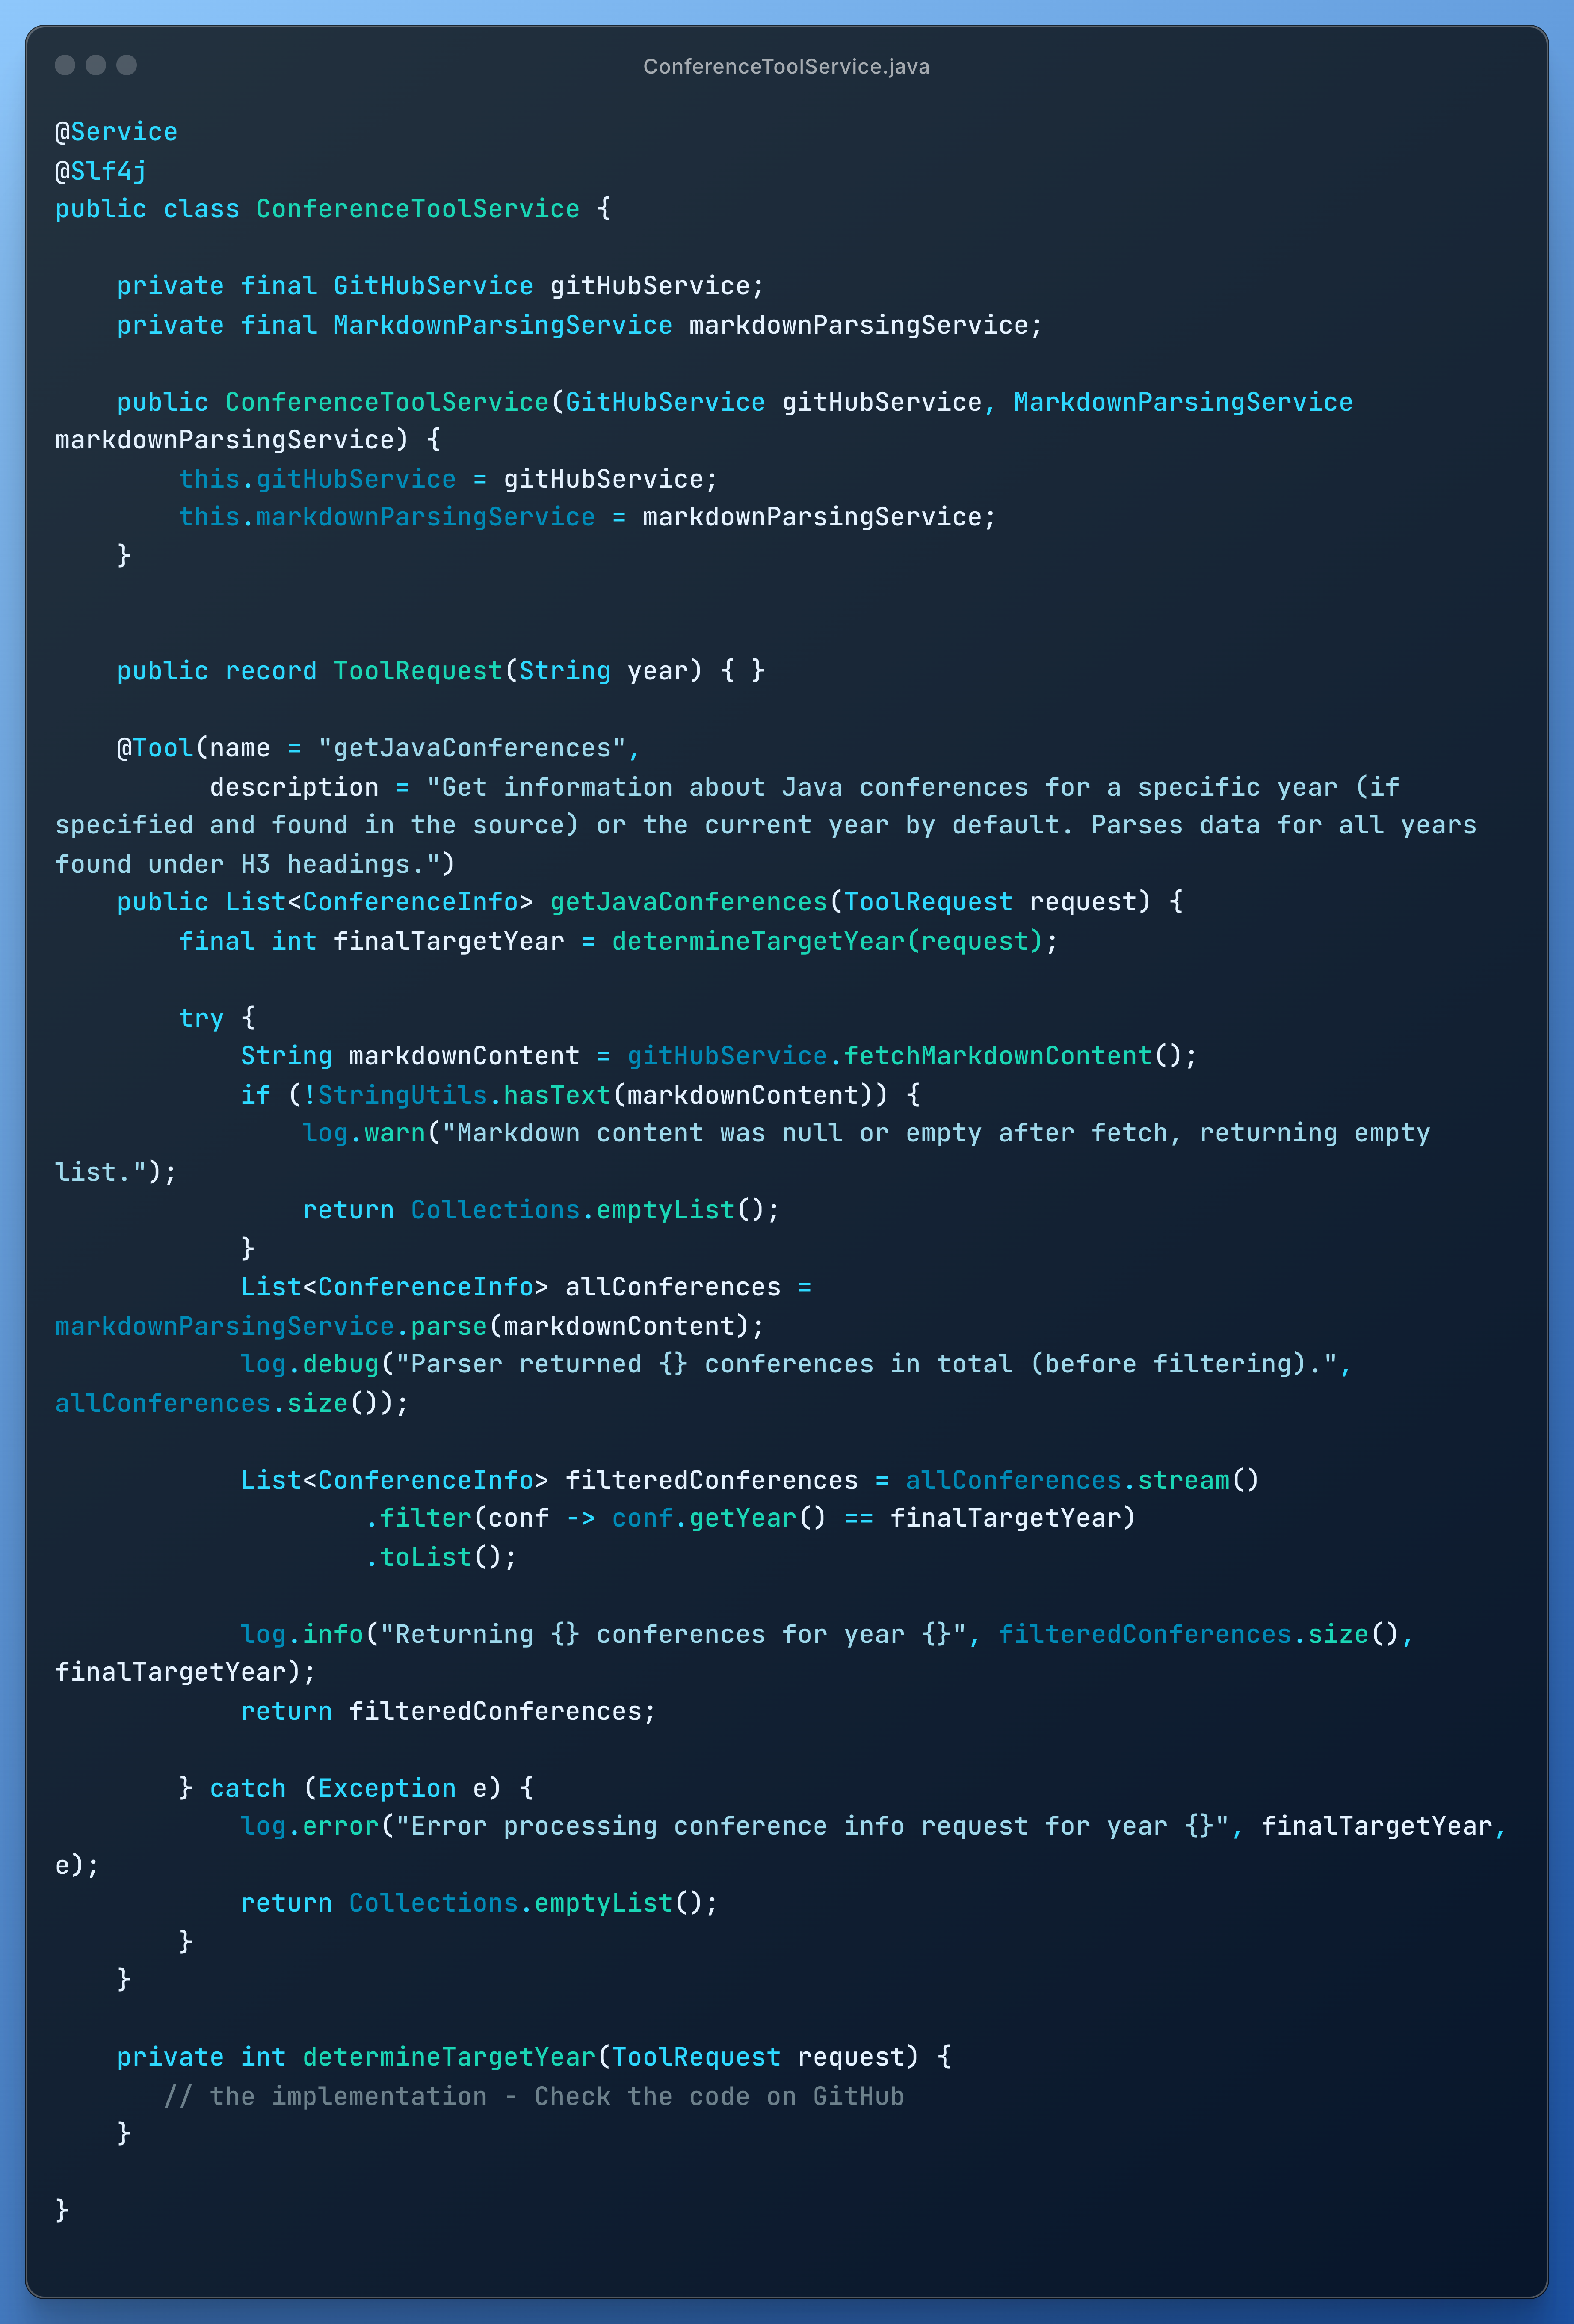 ConferenceToolService.java
@Service
@Slf4j
public class ConferenceToolService {
    private final GitHubService gitHubService;
    private final MarkdownParsingService markdownParsingService;
    public ConferenceToolService(GitHubService gitHubService, MarkdownParsingService
markdownParsingService) {
        this.gitHubService = gitHubService;
        this.markdownParsingService = markdownParsingService;
    }
    public record ToolRequest(String year) { }
    @Tool(name = "getJavaConferences",
          description = "Get information about Java conferences for a specific year (if
specified and found in the source) or the current year by default. Parses data for all years
found under H3 headings.")
    public List<ConferenceInfo> getJavaConferences(ToolRequest request) {
        final int finalTargetYear = determineTargetYear(request);
        try {
            String markdownContent = gitHubService.fetchMarkdownContent();
            if (!StringUtils.hasText(markdownContent)) {
                log.warn("Markdown content was null or empty after fetch, returning empty
list.");
                return Collections.emptyList();
            }
            List<ConferenceInfo> allConferences =
markdownParsingService.parse(markdownContent);
            log.debug("Parser returned {} conferences in total (before filtering).",
allConferences.size());
            List<ConferenceInfo> filteredConferences = allConferences.stream()
                    .filter(conf -> conf.getYear() == finalTargetYear)
                    .toList();
            log.info("Returning {} conferences for year {}", filteredConferences.size(),
finalTargetYear);
            return filteredConferences;
        } catch (Exception e) {
            log.error("Error processing conference info request for year {}", finalTargetYear,
e);
            return Collections.emptyList();
        }
    }
    private int determineTargetYear(ToolRequest request) {
       // the implementation - Check the code on GitHub
    }
}